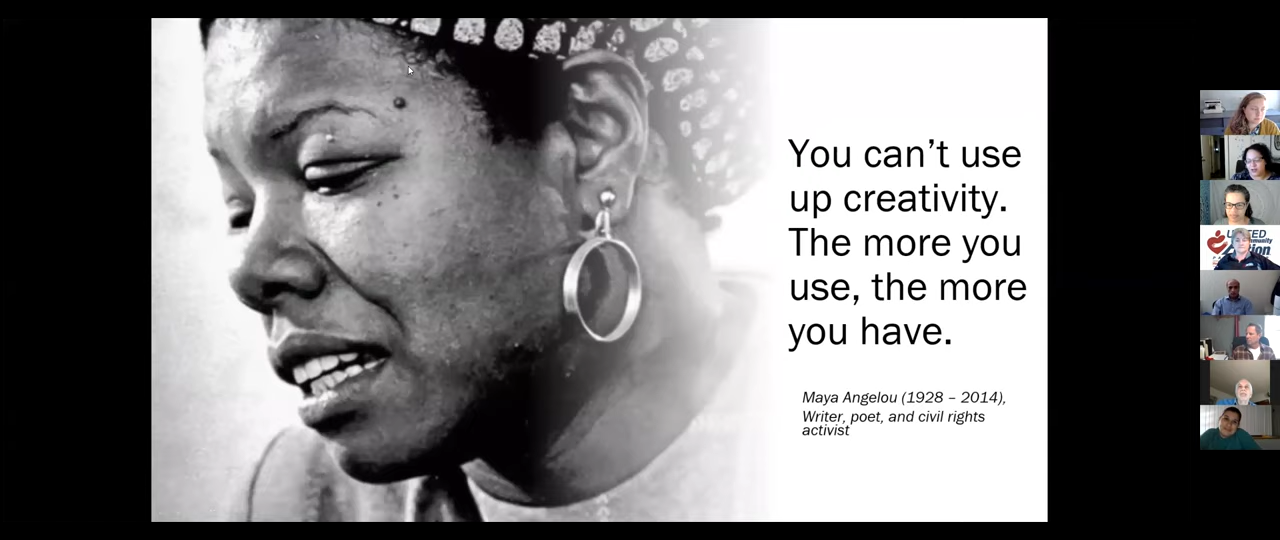 You can’t use
up creativity.
The more you
use, the more
you have.
Maya Angelou (1928 – 2014),
Writer, poet, and civil rights
activist